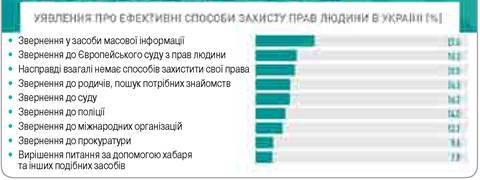 УЯВЛЕННЯ ПРО ЕФЕКТИВНІ СПОСОБИ ЗАХИСТУ ПРАВ ЛЮДИНИ В УКРАЇНІ (%)
• Звернення у засоби масової інформації
• Звернення до Європейського суду з прав людини
• Насправді взагалі немає способів захистити свої права
• Звернення до родичів, пошук потрібних знайомств
• Звернення до суду
• Звернення до поліції
• Звернення до міжнародних організацій
• Звернення до прокуратури
• Вирішення питання за допомогою хабаря
та інших подібних засобів